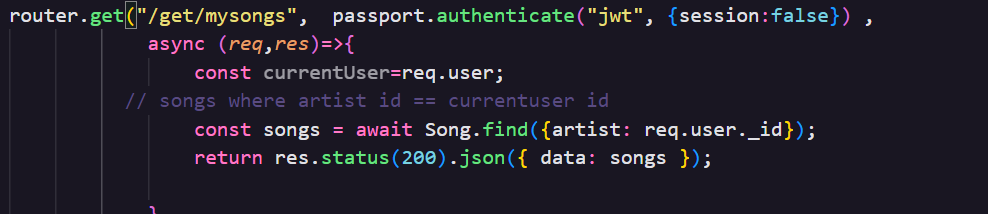 router.get("/get/mysongs",  passport.authenticate("jwt", {session:false}) ,
async (req,res)=>{
const currentUser=req.user;
// songs where artist id == currentuser id
const songs = await Song.find({artist: req.user._id});
return res.status(200).json({ data: songs });
}